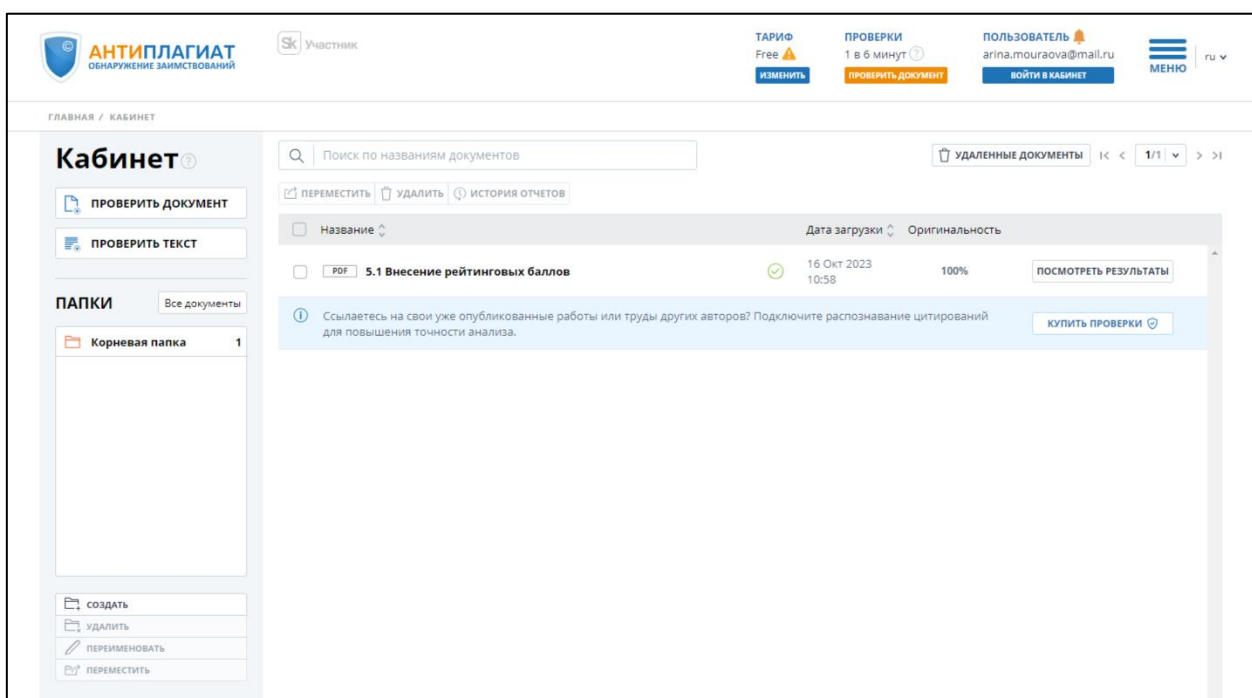 АНТИПЛАГИАТ
ОБНАРУЖЕНИЕ ЗАИМСТВОВАНИЙ
Sk Участник
ТАРИФ
Free
ИЗМЕНИТЬ
ПРОВЕРКИ
1 в 6 минут ?
ПРОВЕРИТЬ ДОКУМЕНТ
ПОЛЬЗОВАТЕЛЬ
arina.mouraova@mail.ru
ВОЙТИ В КАБИНЕТ
МЕНЮ
ru
ГЛАВНАЯ / КАБИНЕТ
Кабинет ?
ПРОВЕРИТЬ ДОКУМЕНТ
ПРОВЕРИТЬ ТЕКСТ
ПАПКИ Все документы
Корневая папка 1
СОЗДАТЬ
УДАЛИТЬ
ПЕРЕИМЕНОВАТЬ
ПЕРЕМЕСТИТЬ
Поиск по названиям документов
УДАЛЕННЫЕ ДОКУМЕНТЫ 1/1
ПЕРЕМЕСТИТЬ УДАЛИТЬ ИСТОРИЯ ОТЧЕТОВ
Название Дата загрузки Оригинальность
PDF 5.1 Внесение рейтинговых баллов
16 Окт 2023
10:58
100%
ПОСМОТРЕТЬ РЕЗУЛЬТАТЫ
Ссылаетесь на свои уже опубликованные работы или труды других авторов? Подключите распознавание цитирований
для повышения точности анализа.
КУПИТЬ ПРОВЕРКИ